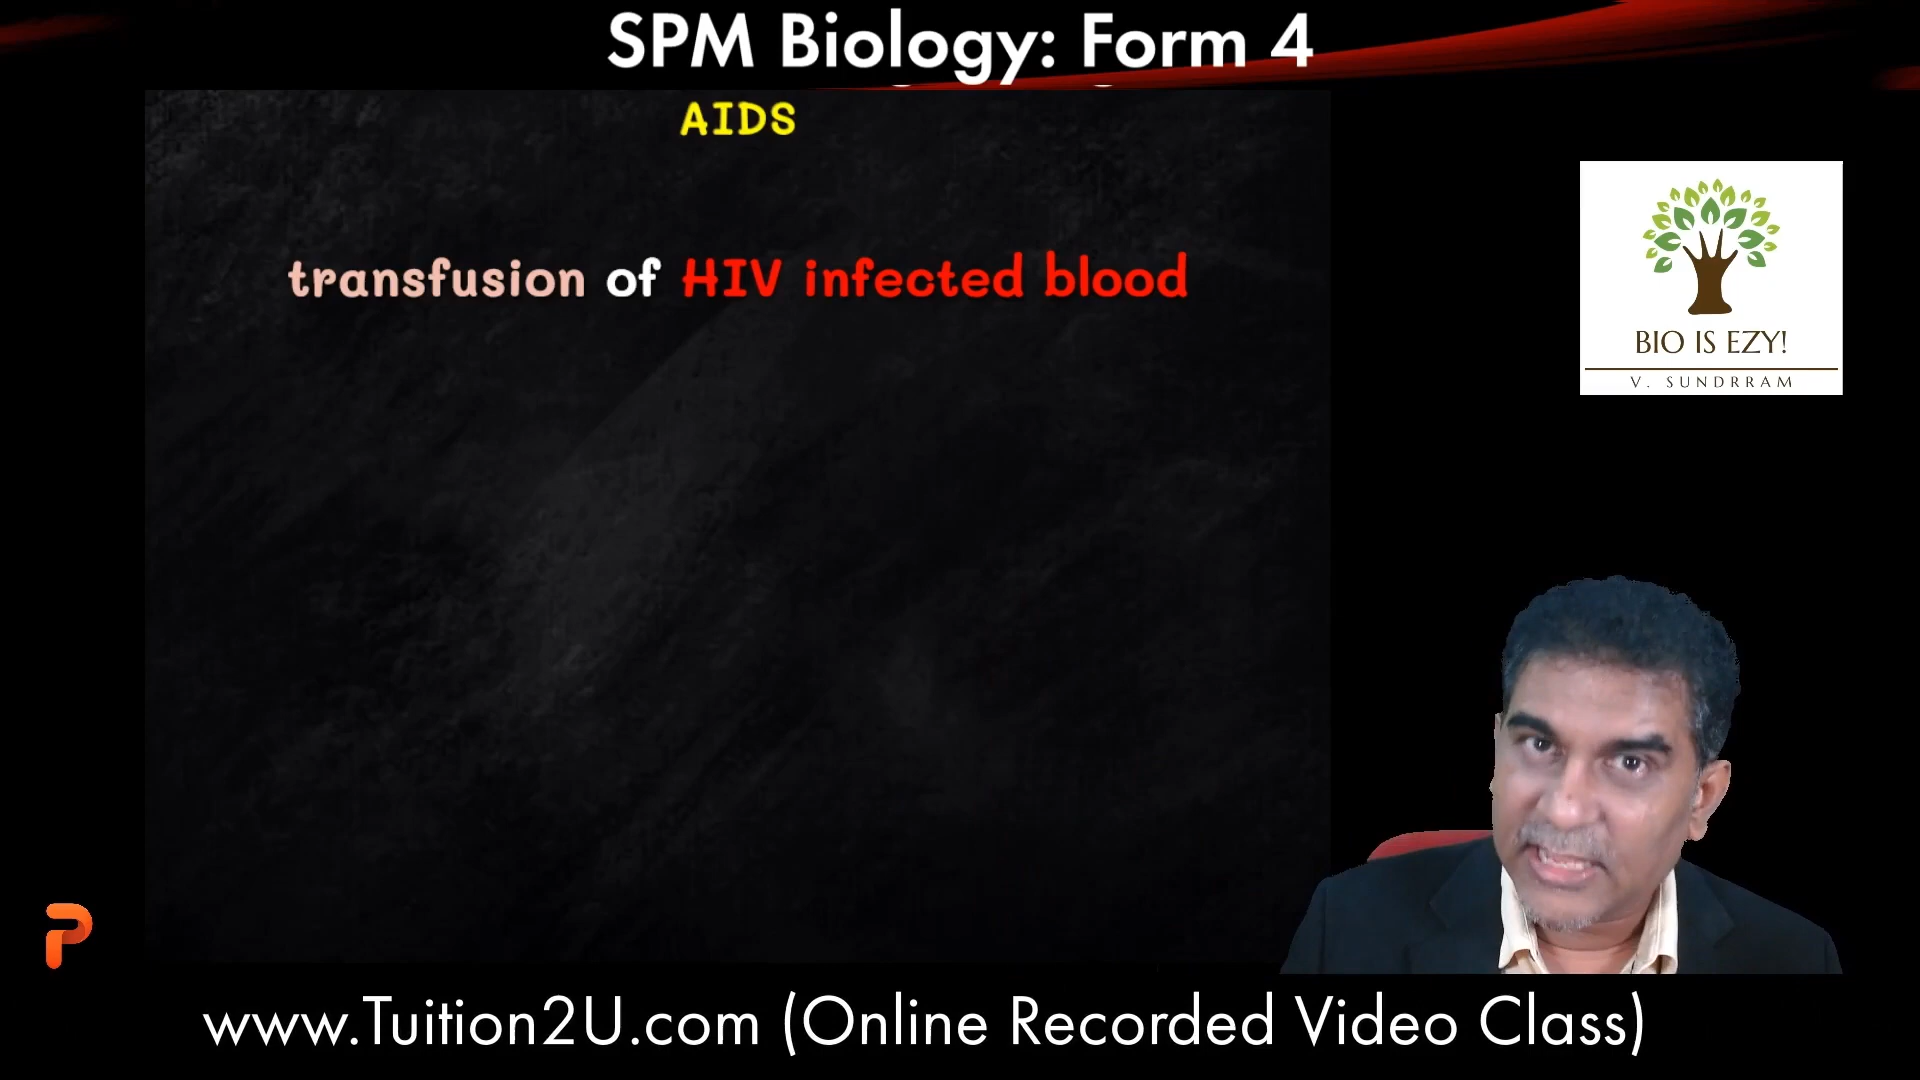 SPM Biology: Form 4
AIDS
transfusion of HIV infected blood
BIO IS EZY!
V. SUNDRRAM
www.Tuition2U.com (Online Recorded Video Class)